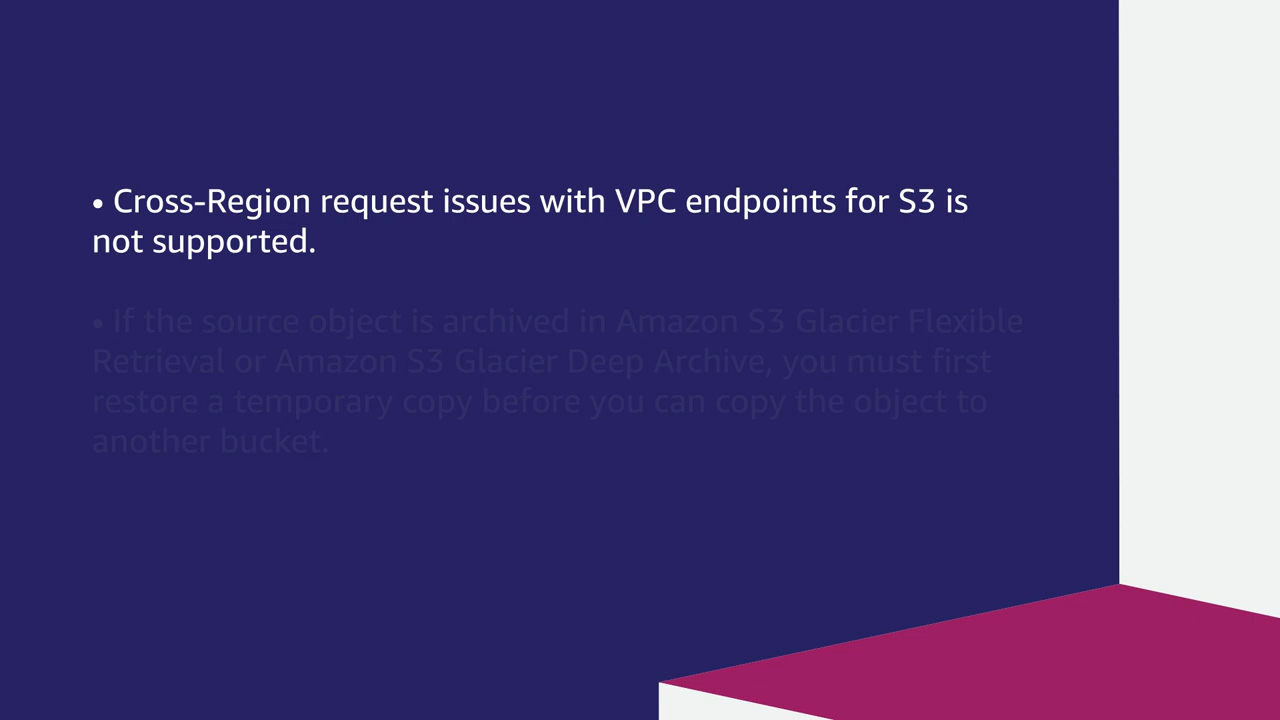 • Cross-Region request issues with VPC endpoints for S3 is
not supported.
• If the source object is archived in Amazon S3 Glacier Flexible
Retrieval or Amazon S3 Glacier Deep Archive, you must first
restore a temporary copy before you can copy the object to
another bucket.